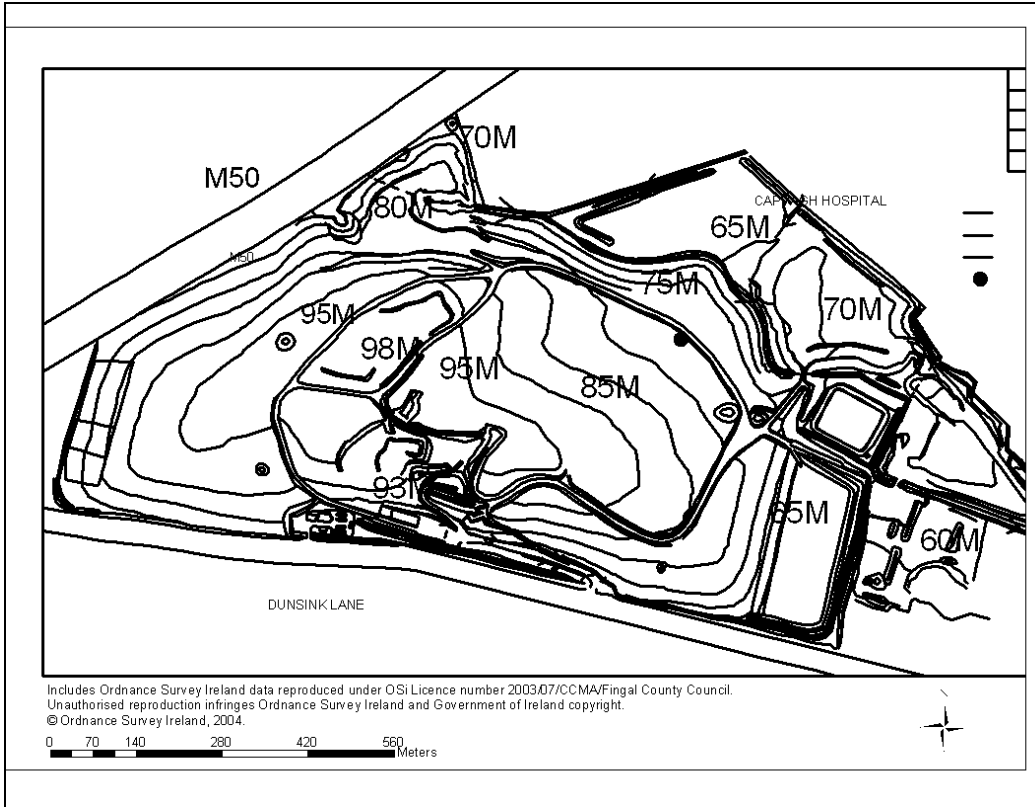 70M
M50
80M
CAPPAGH HOSPITAL
65M
M50
75M
95M
70M
98M
95M
85M
93M
65M
60M
DUNSINK LANE
Includes Ordnance Survey Ireland data reproduced under OSi Licence number 2003/07/CCMA/Fingal County Council.
Unauthorised reproduction infringes Ordnance Survey Ireland and Government of Ireland copyright.
© Ordnance Survey Ireland, 2004.
0 70 140 280 420 560
Meters